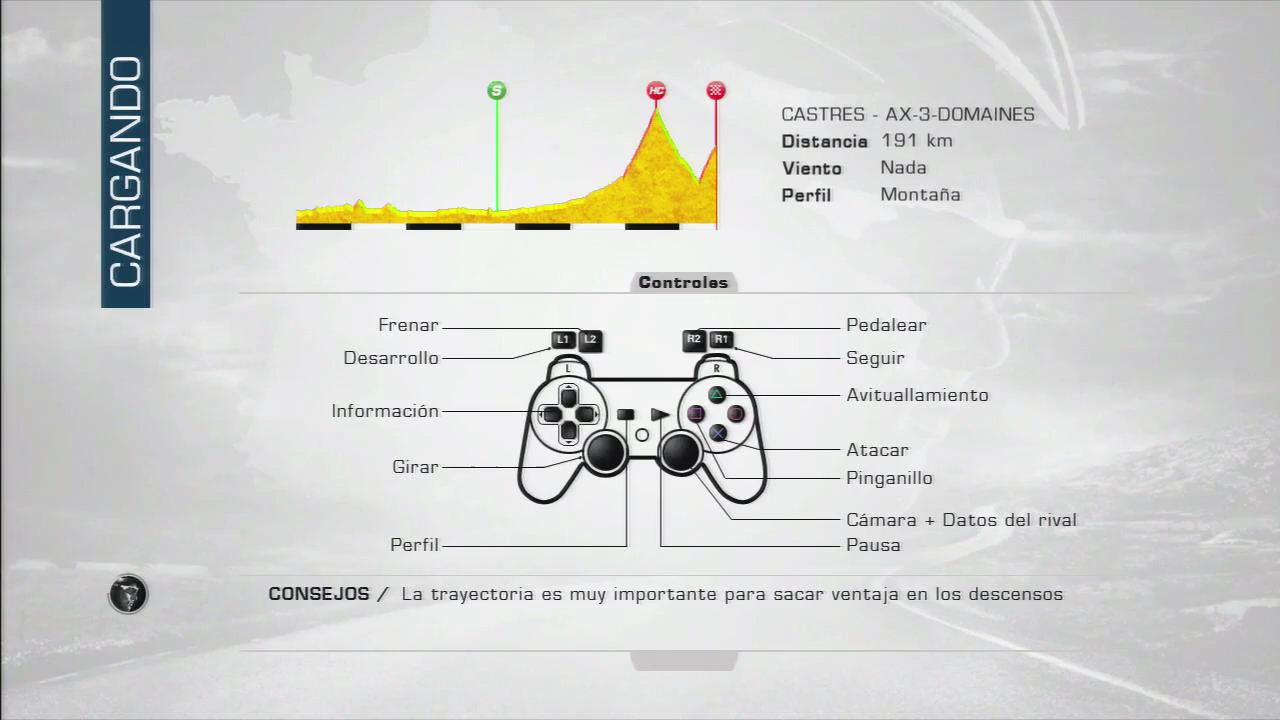 CARGANDO
S
HC
CASTRES - AX-3-DOMAINES
Distancia 191 km
Viento Nada
Perfil Montaña
Controles
Frenar
Desarrollo
Información
Girar
Perfil
L1 L2
R2 R1
L
R
Pedalear
Seguir
Avituallamiento
Atacar
Pinganillo
Cámara + Datos del rival
Pausa
CONSEJOS / La trayectoria es muy importante para sacar ventaja en los descensos